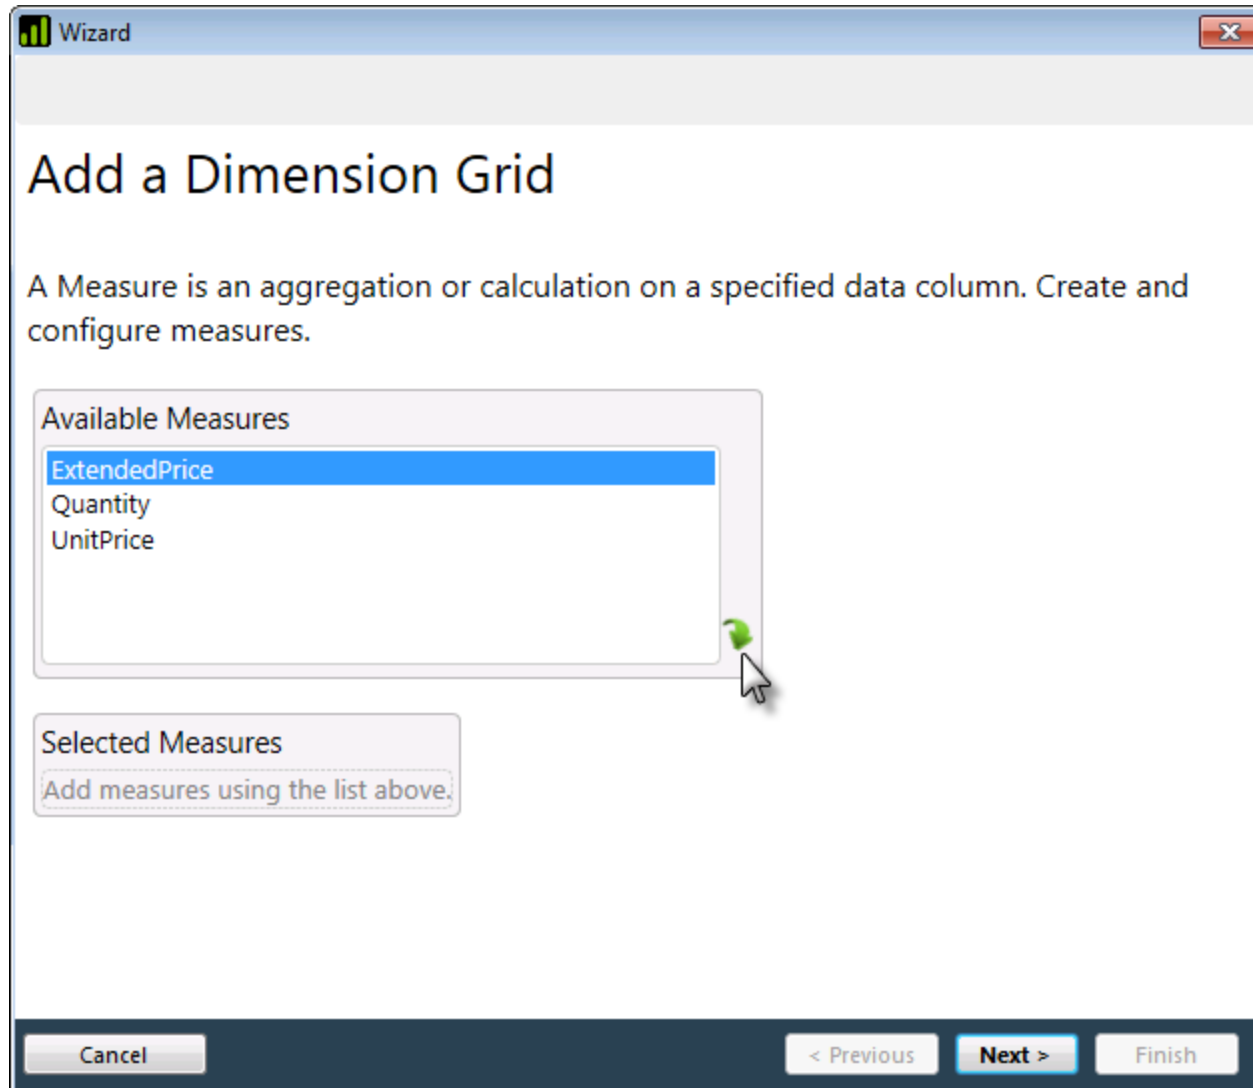 Wizard
Add a Dimension Grid
A Measure is an aggregation or calculation on a specified data column. Create and
configure measures.
Available Measures
ExtendedPrice
Quantity
UnitPrice
Selected Measures
Add measures using the list above.
Cancel
< Previous
Next >
Finish